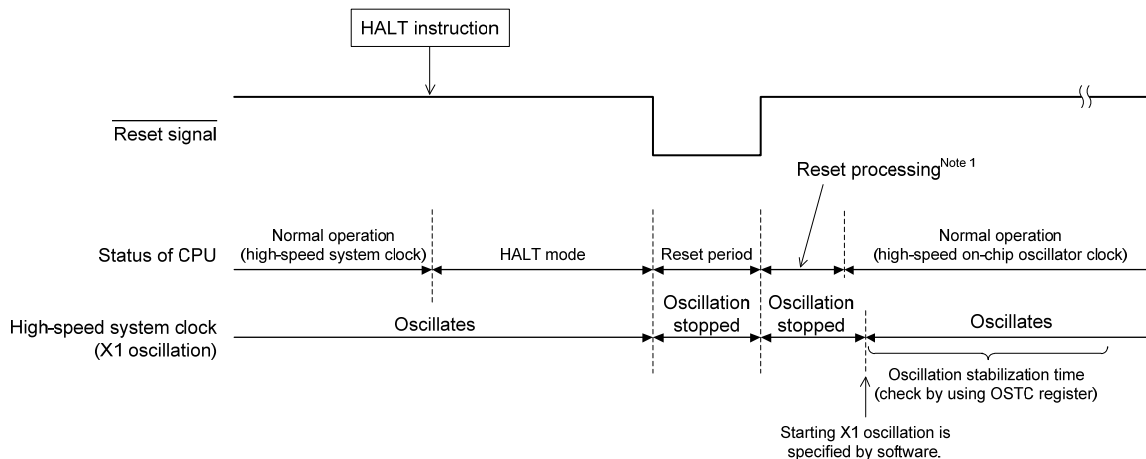 HALT instruction
Reset signal
Reset processing Note 1
Status of CPU
Normal operation
(high-speed system clock)
HALT mode
Reset period
Normal operation
(high-speed on-chip oscillator clock)
High-speed system clock
(X1 oscillation)
Oscillates
Oscillation
stopped
Oscillation
stopped
Oscillates
Oscillation stabilization time
(check by using OSTC register)
Starting X1 oscillation is
specified by software.